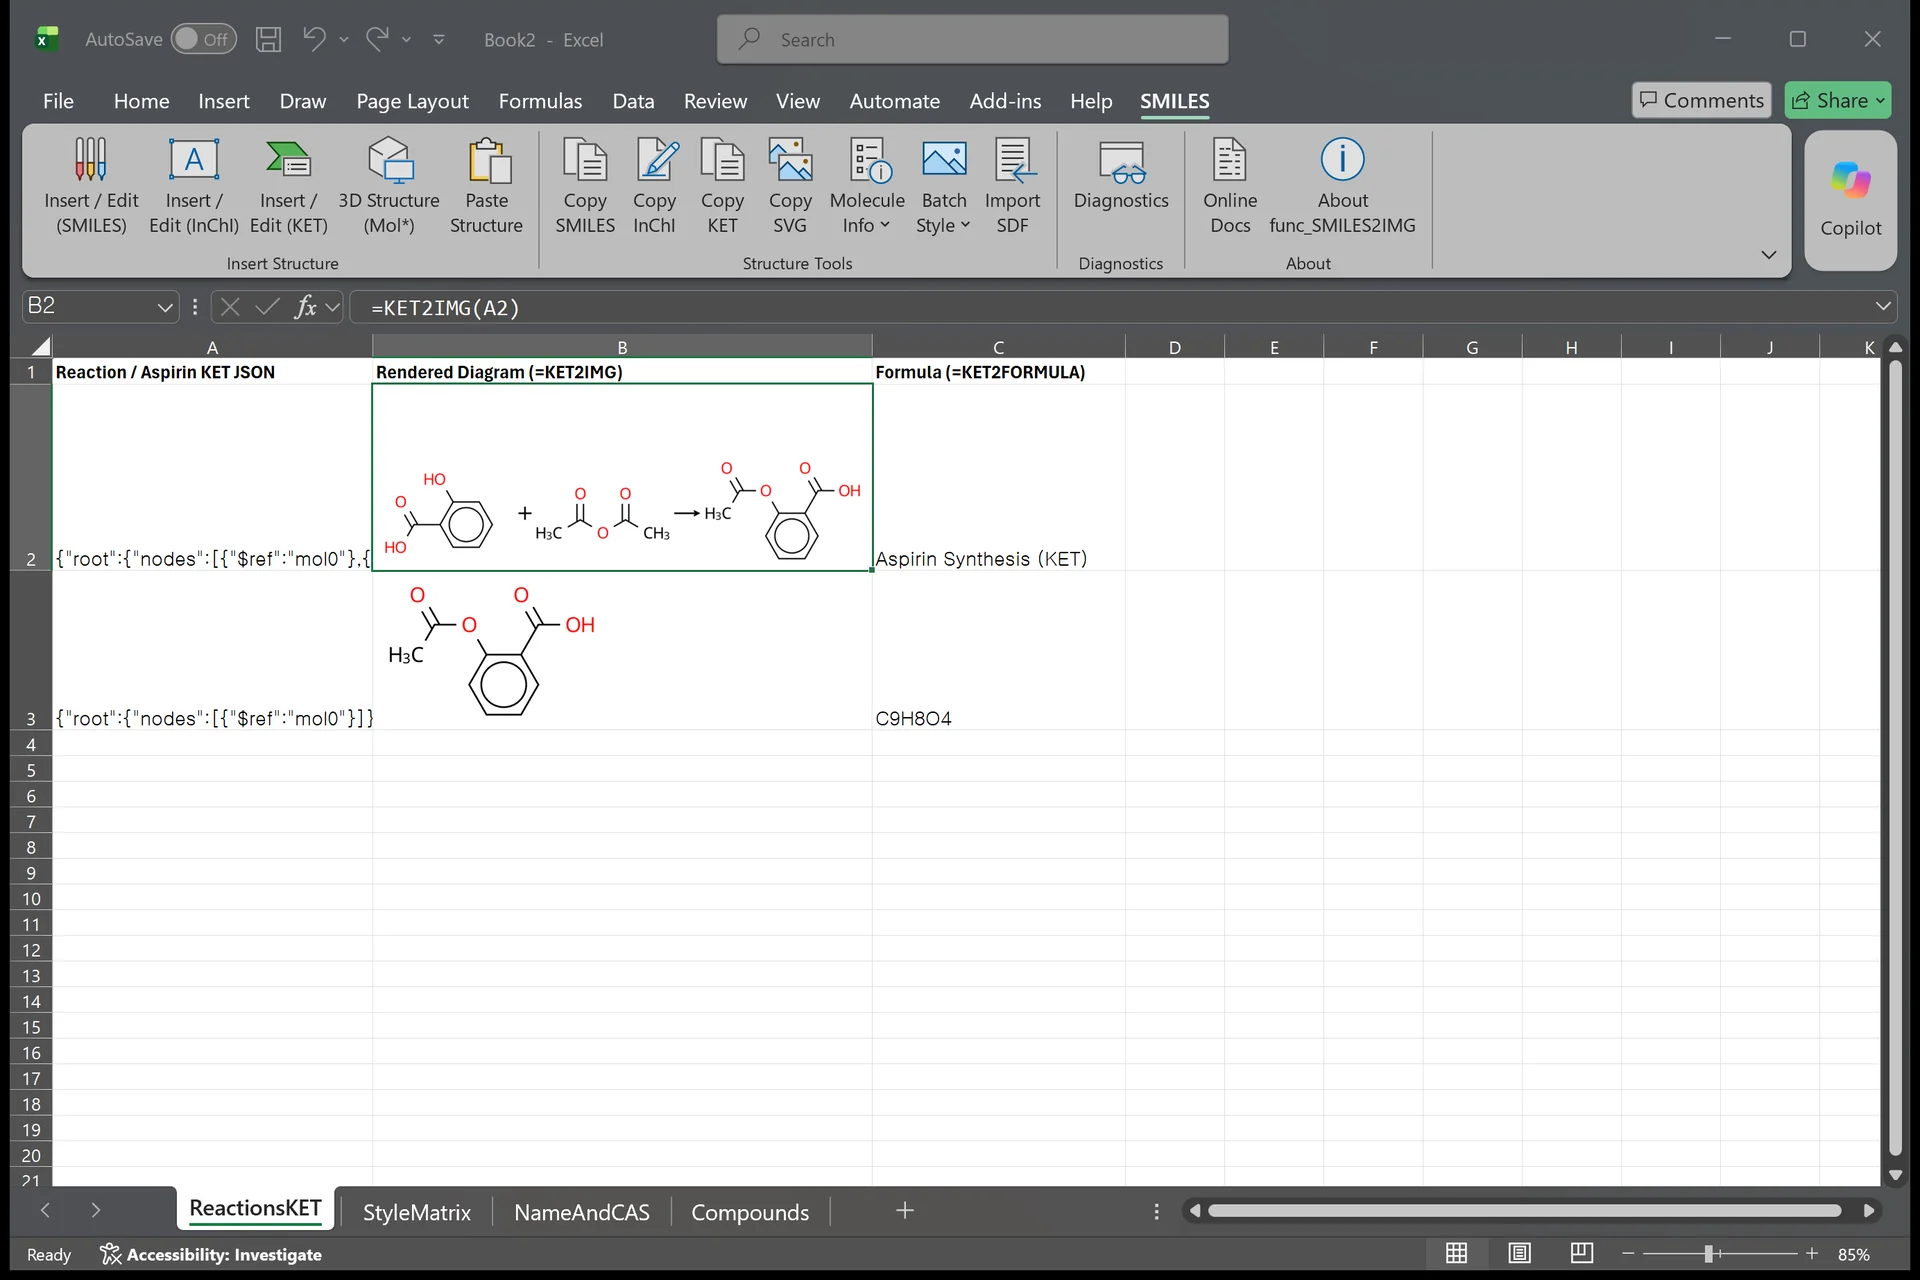 AutoSave Off Book2 - Excel Search
File Home Insert Draw Page Layout Formulas Data Review View Automate Add-ins Help SMILES Comments Share
Insert / Edit (SMILES)
Insert / Edit (InChI)
Insert / Edit (KET)
3D Structure (Mol*)
Paste Structure
Copy SMILES
Copy InChI
Copy KET
Copy SVG
Molecule Info
Batch Style
Import SDF
Diagnostics
Online Docs
About func_SMILES2IMG
Copilot
Insert Structure Structure Tools Diagnostics About
B2 fx =KET2IMG(A2)
A B C D E F G H I J K
1 Reaction / Aspirin KET JSON Rendered Diagram (=KET2IMG) Formula (=KET2FORMULA)
HO O HO
+
H₃C O O O CH₃
H₃C O O O OH
2 {"root":{"nodes":[{"$ref":"mol0"},{ Aspirin Synthesis (KET)
O O
O OH
H₃C
3 {"root":{"nodes":[{"$ref":"mol0"}]} C9H8O4
4
5
6
7
8
9
10
11
12
13
14
15
16
17
18
19
20
21
ReactionsKET StyleMatrix NameAndCAS Compounds
Ready Accessibility: Investigate 85%